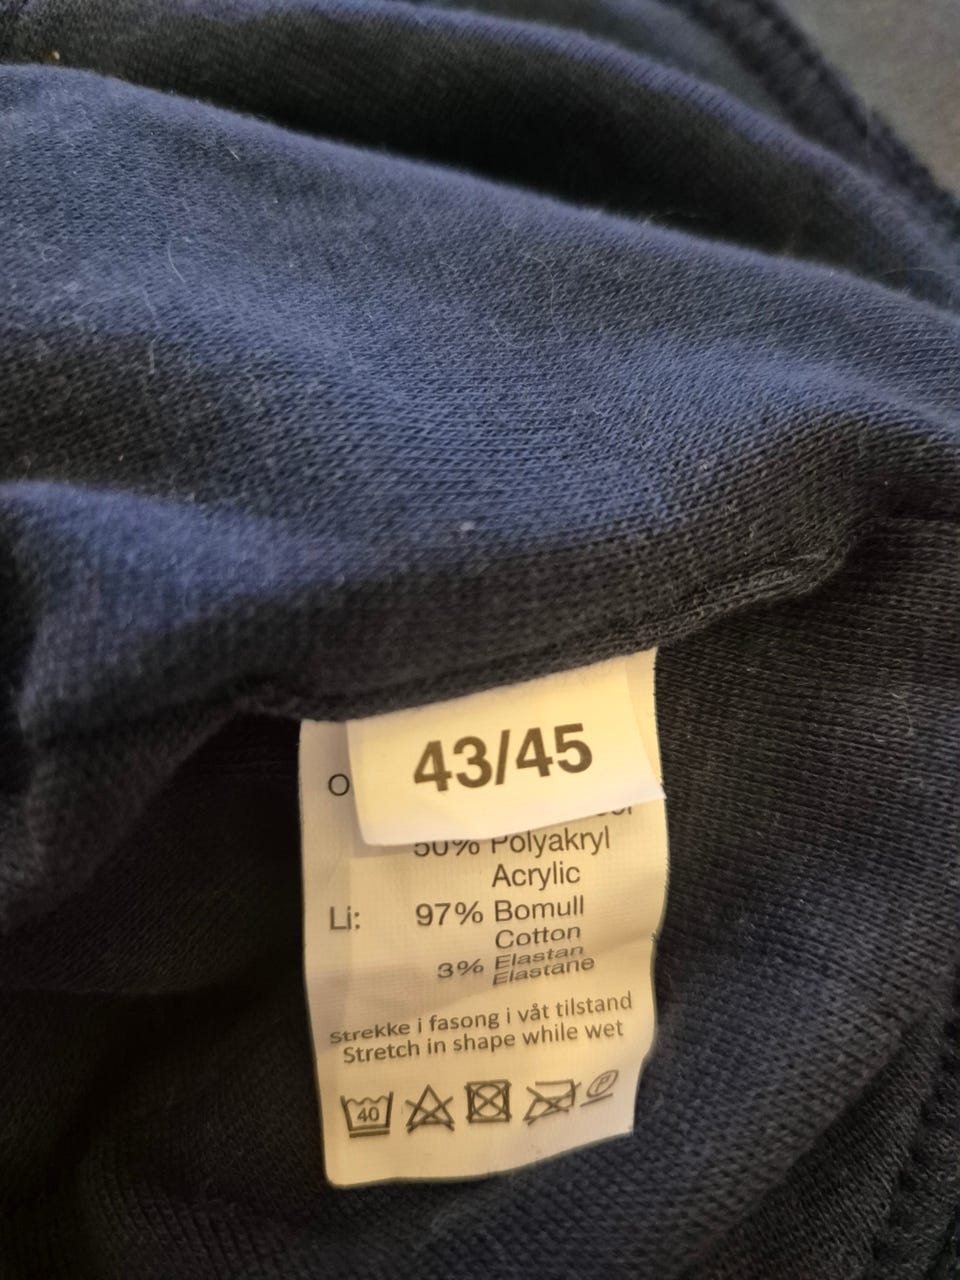 43/45
O
50% Polyakryl
Acrylic
Li: 97% Bomull
Cotton
3% Elastan
Elastane
Strekke i fasong i våt tilstand
Stretch in shape while wet
40
P